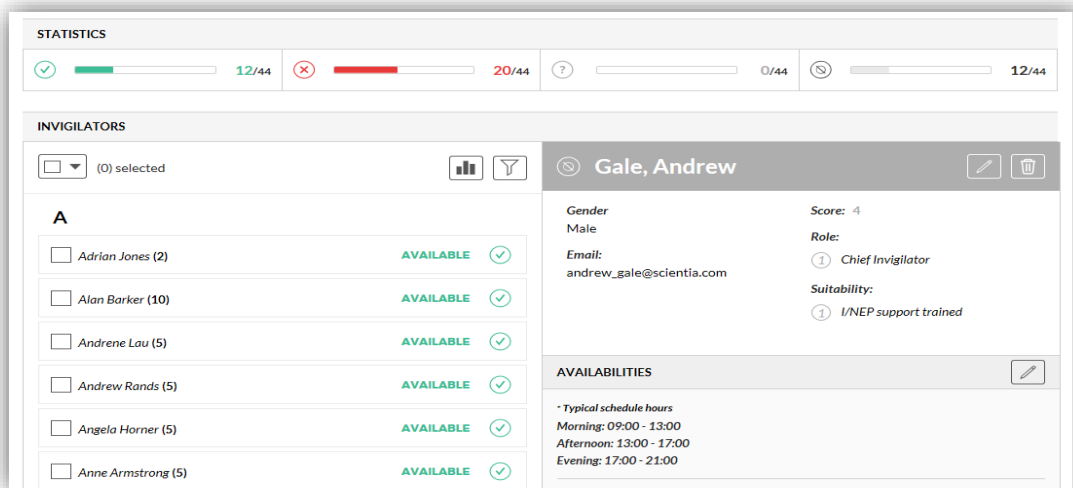 STATISTICS
12/44
20/44
?
0/44
12/44
INVIGILATORS
(0) selected
A
Adrian Jones (2) AVAILABLE
Alan Barker (10) AVAILABLE
Andrene Lau (5) AVAILABLE
Andrew Rands (5) AVAILABLE
Angela Horner (5) AVAILABLE
Anne Armstrong (5) AVAILABLE
Gale, Andrew
Gender
Male
Email:
andrew_gale@scientia.com
Score: 4
Role:
1 Chief Invigilator
Suitability:
1 I/NEP support trained
AVAILABILITIES
- Typical schedule hours
Morning: 09:00 - 13:00
Afternoon: 13:00 - 17:00
Evening: 17:00 - 21:00